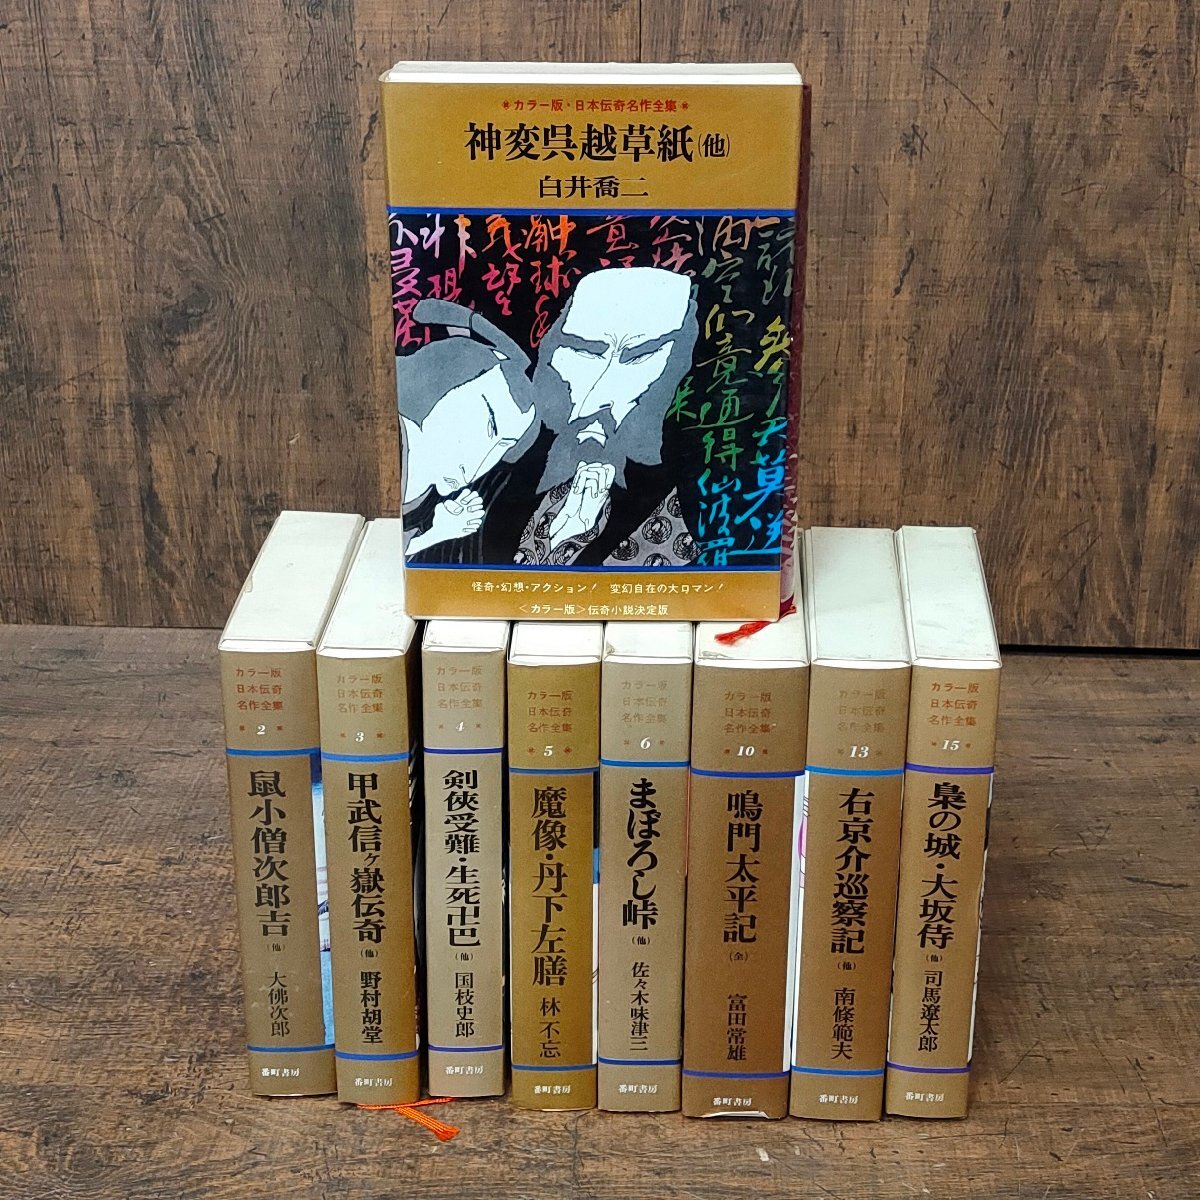 ＊カラー版・日本伝奇名作全集＊
神変呉越草紙(他)
白井喬二
怪奇・幻想・アクション！ 変幻自在の大ロマン！
＜カラー版＞伝奇小説決定版
カラー版
日本伝奇
名作全集
＊2＊
鼠小僧次郎吉(他) 大佛次郎
番町書房
カラー版
日本伝奇
名作全集
＊3＊
甲武信ヶ嶽伝奇(他) 野村胡堂
番町書房
カラー版
日本伝奇
名作全集
＊4＊
剣侠受難・生死卍巴(他) 国枝史郎
番町書房
カラー版
日本伝奇
名作全集
＊5＊
魔像・丹下左膳 林不忘
番町書房
カラー版
日本伝奇
名作全集
＊6＊
まぼろし峠(他) 佐々木味津三
番町書房
カラー版
日本伝奇
名作全集
＊10＊
鳴門太平記(全) 富田常雄
番町書房
カラー版
日本伝奇
名作全集
＊13＊
右京介巡察記(他) 南條範夫
番町書房
カラー版
日本伝奇
名作全集
＊15＊
梟の城・大坂侍(他) 司馬遼太郎
番町書房